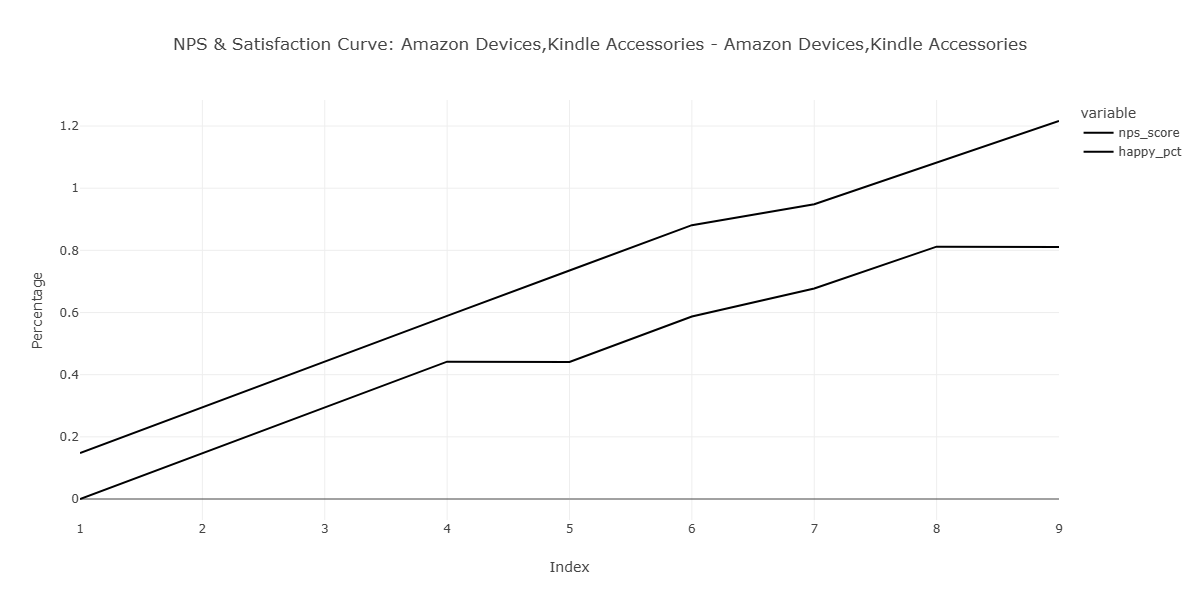 NPS & Satisfaction Curve: Amazon Devices,Kindle Accessories - Amazon Devices,Kindle Accessories
variable
nps_score
happy_pct
Percentage
1.2
1
0.8
0.6
0.4
0.2
0
1 2 3 4 5 6 7 8 9
Index